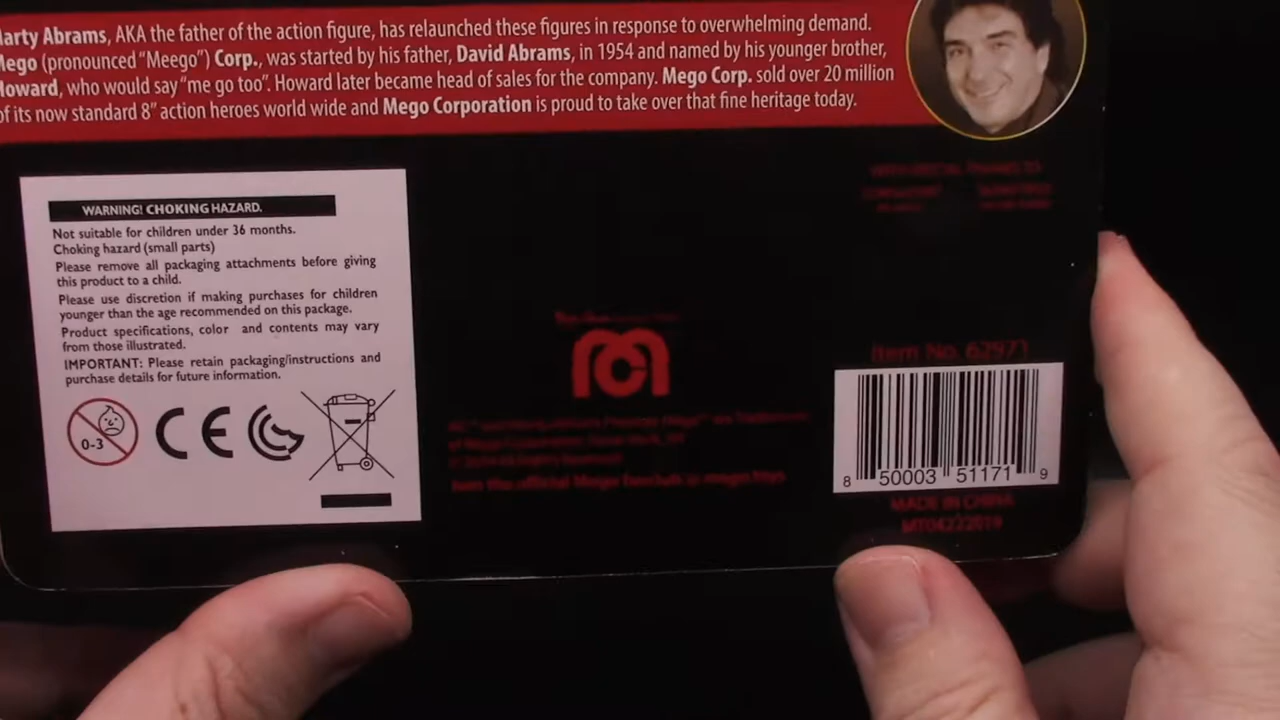 arty Abrams, AKA the father of the action figure, has relaunched these figures in response to overwhelming demand.
Mego (pronounced "Meego") Corp., was started by his father, David Abrams, in 1954 and named by his younger brother,
Howard, who would say "me go too". Howard later became head of sales for the company. Mego Corp. sold over 20 million
of its now standard 8" action heroes world wide and Mego Corporation is proud to take over that fine heritage today.
WARNING! CHOKING HAZARD.
Not suitable for children under 36 months.
Choking hazard (small parts)
Please remove all packaging attachments before giving
this product to a child.
Please use discretion if making purchases for children
younger than the age recommended on this package.
Product specifications, color and contents may vary
from those illustrated.
IMPORTANT: Please retain packaging/instructions and
purchase details for future information.
0-3
CE
Item No. 62971
8 50003 51171 9
MADE IN CHINA
MT04222019